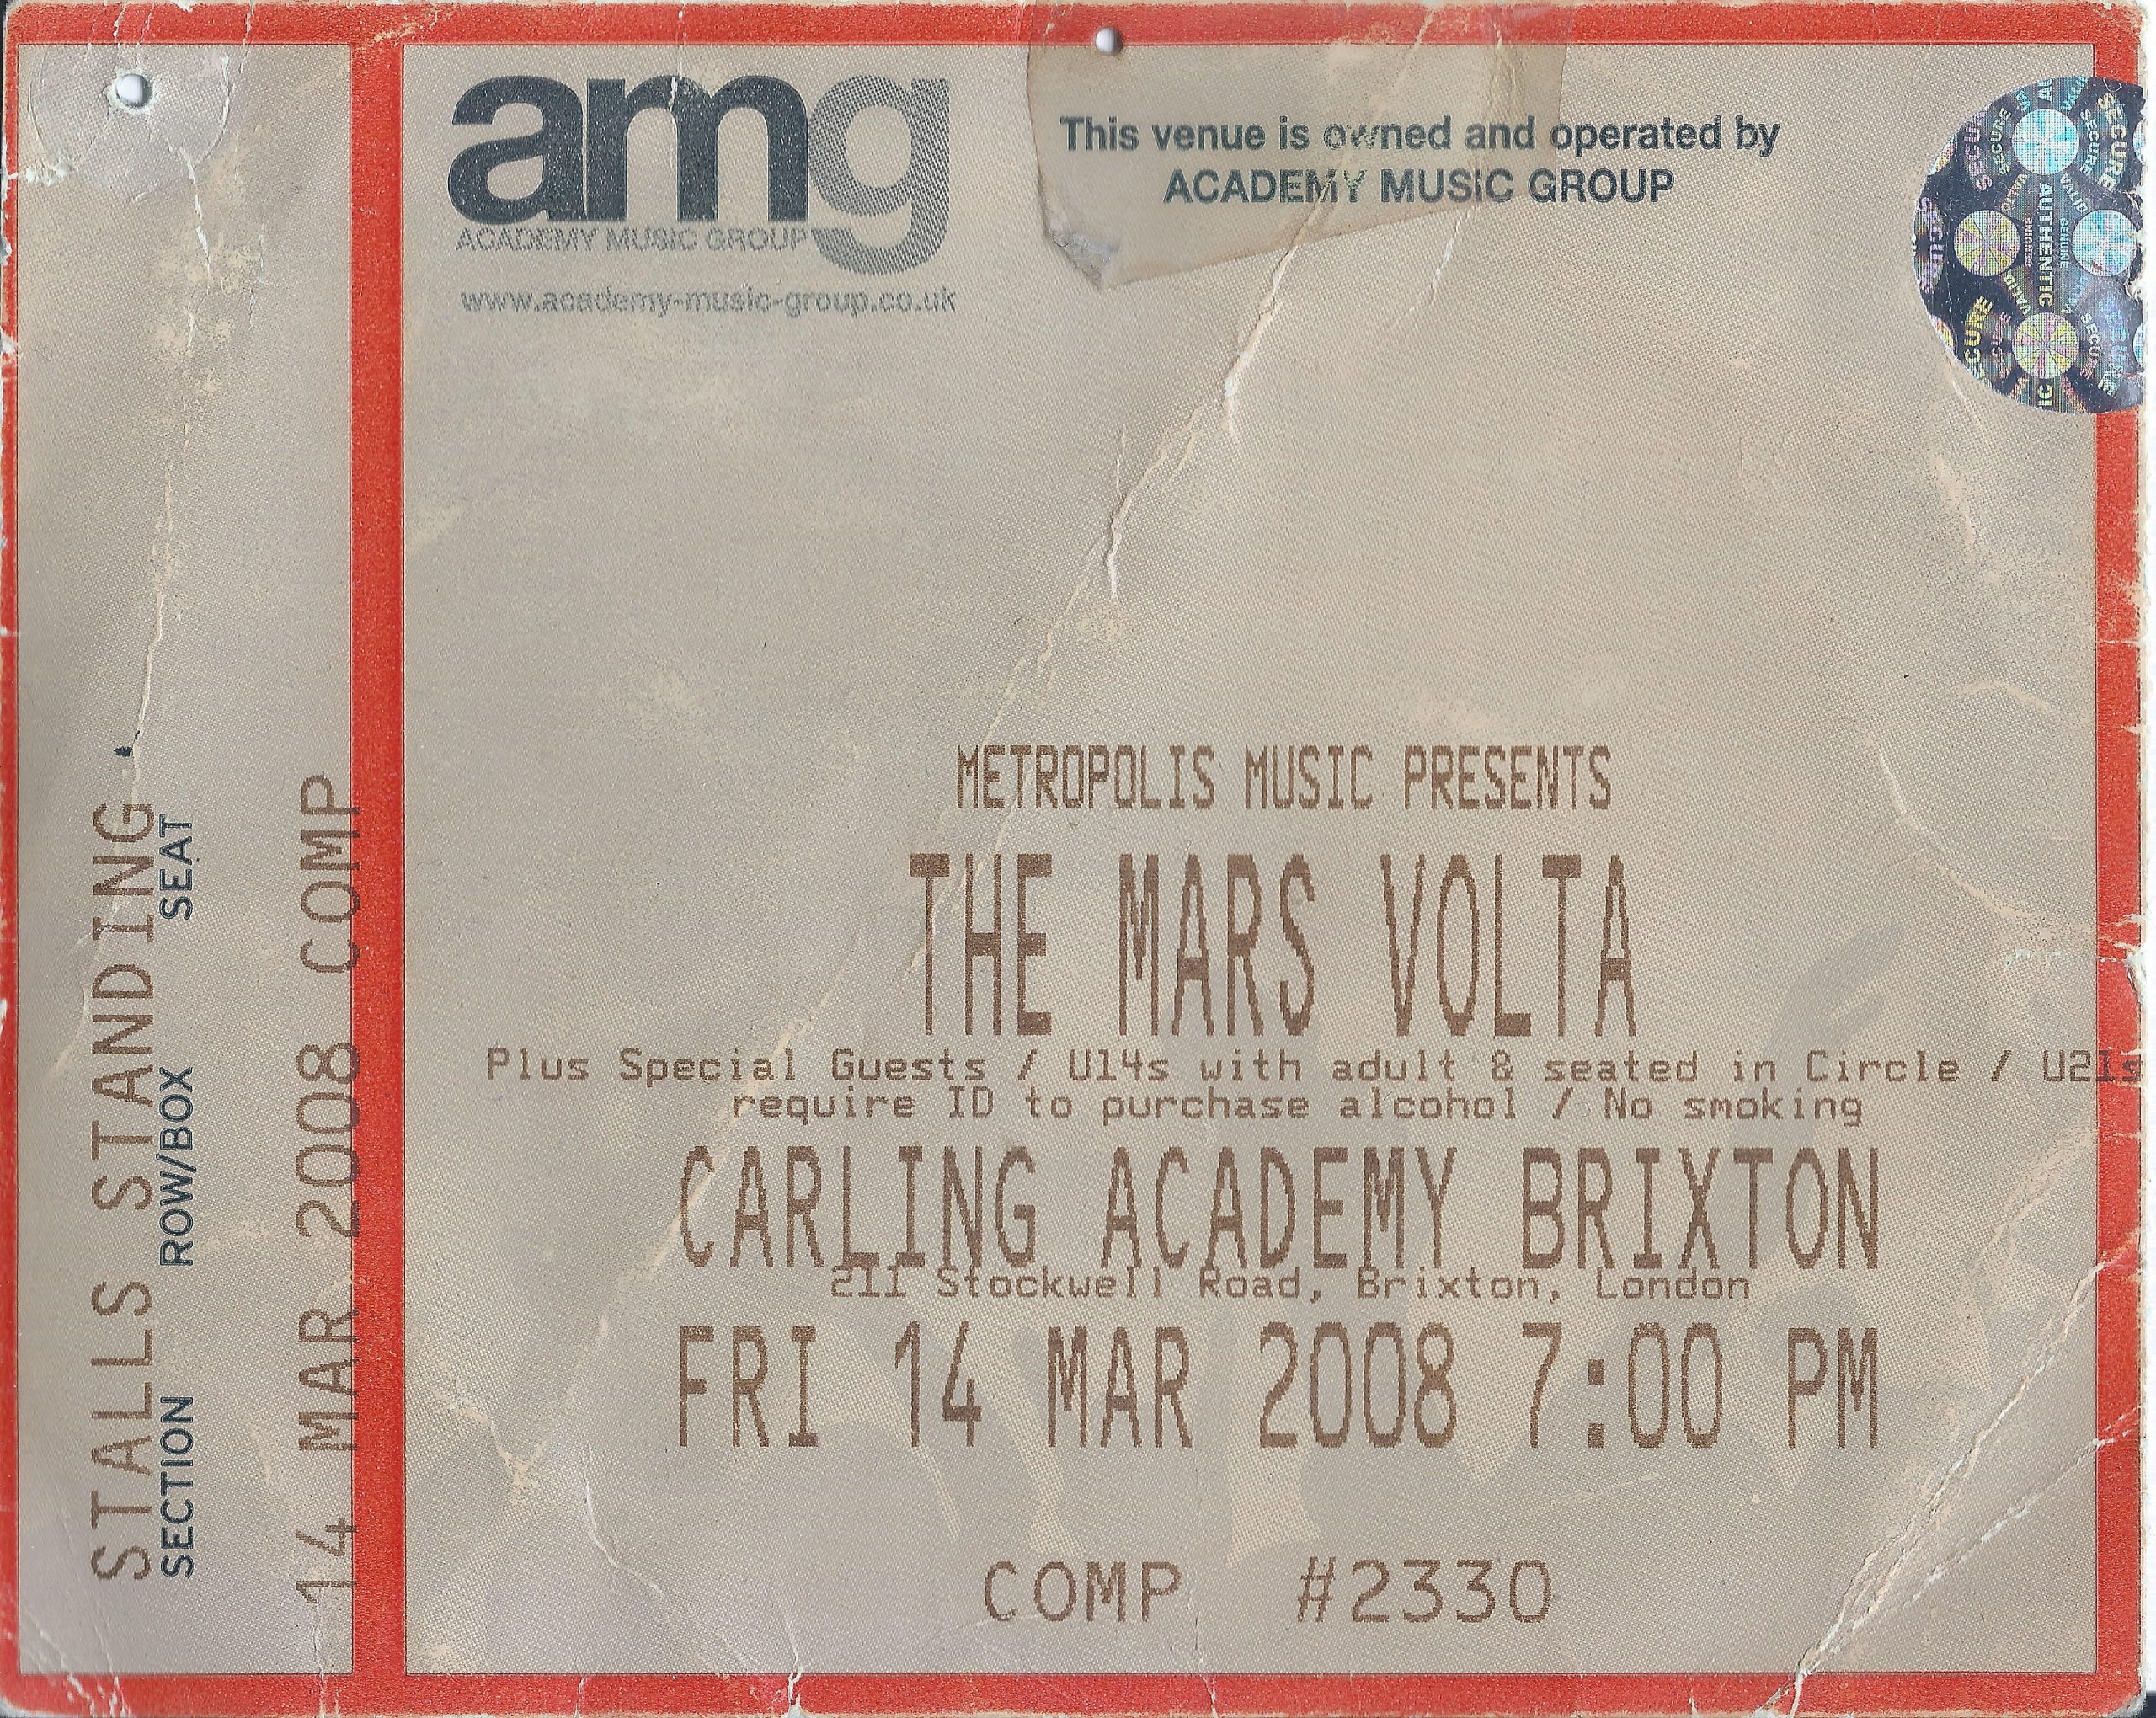 amg
ACADEMY MUSIC GROUP
www.academy-music-group.co.uk
This venue is owned and operated by
ACADEMY MUSIC GROUP
SECURE
VALID
AUTHENTIC
GENUINE
METROPOLIS MUSIC PRESENTS
THE MARS VOLTA
Plus Special Guests / U14s with adult & seated in Circle / U21s
require ID to purchase alcohol / No smoking
CARLING ACADEMY BRIXTON
211 Stockwell Road, Brixton, London
FRI 14 MAR 2008 7:00 PM
COMP #2330
STALLS STANDING
SECTION ROW/BOX SEAT
14 MAR 2008 COMP